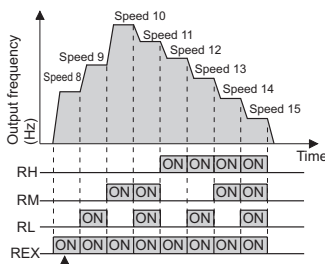 Output frequency
(Hz)
Speed 8
Speed 9
Speed 10
Speed 11
Speed 12
Speed 13
Speed 14
Speed 15
Time
RH
ON ON ON ON
RM
ON ON
ON ON
RL
ON
ON
ON
ON
REX
ON ON ON ON ON ON ON ON